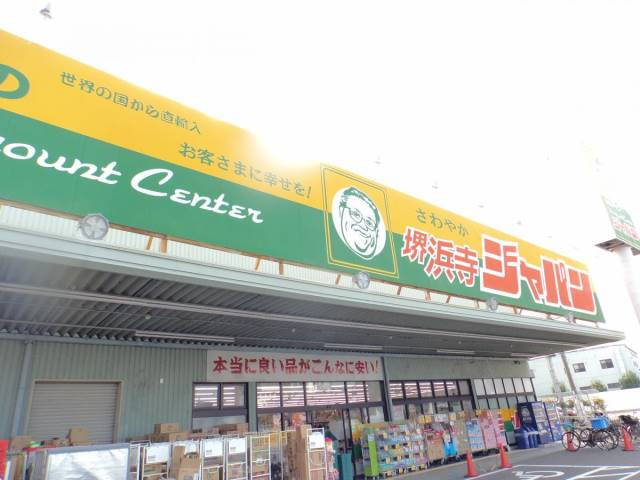 の
世界の国から直輸入
お客さまに幸せを!
ount Center
さわやか
堺浜寺ジャパン
本当に良い品がこんなに安い!